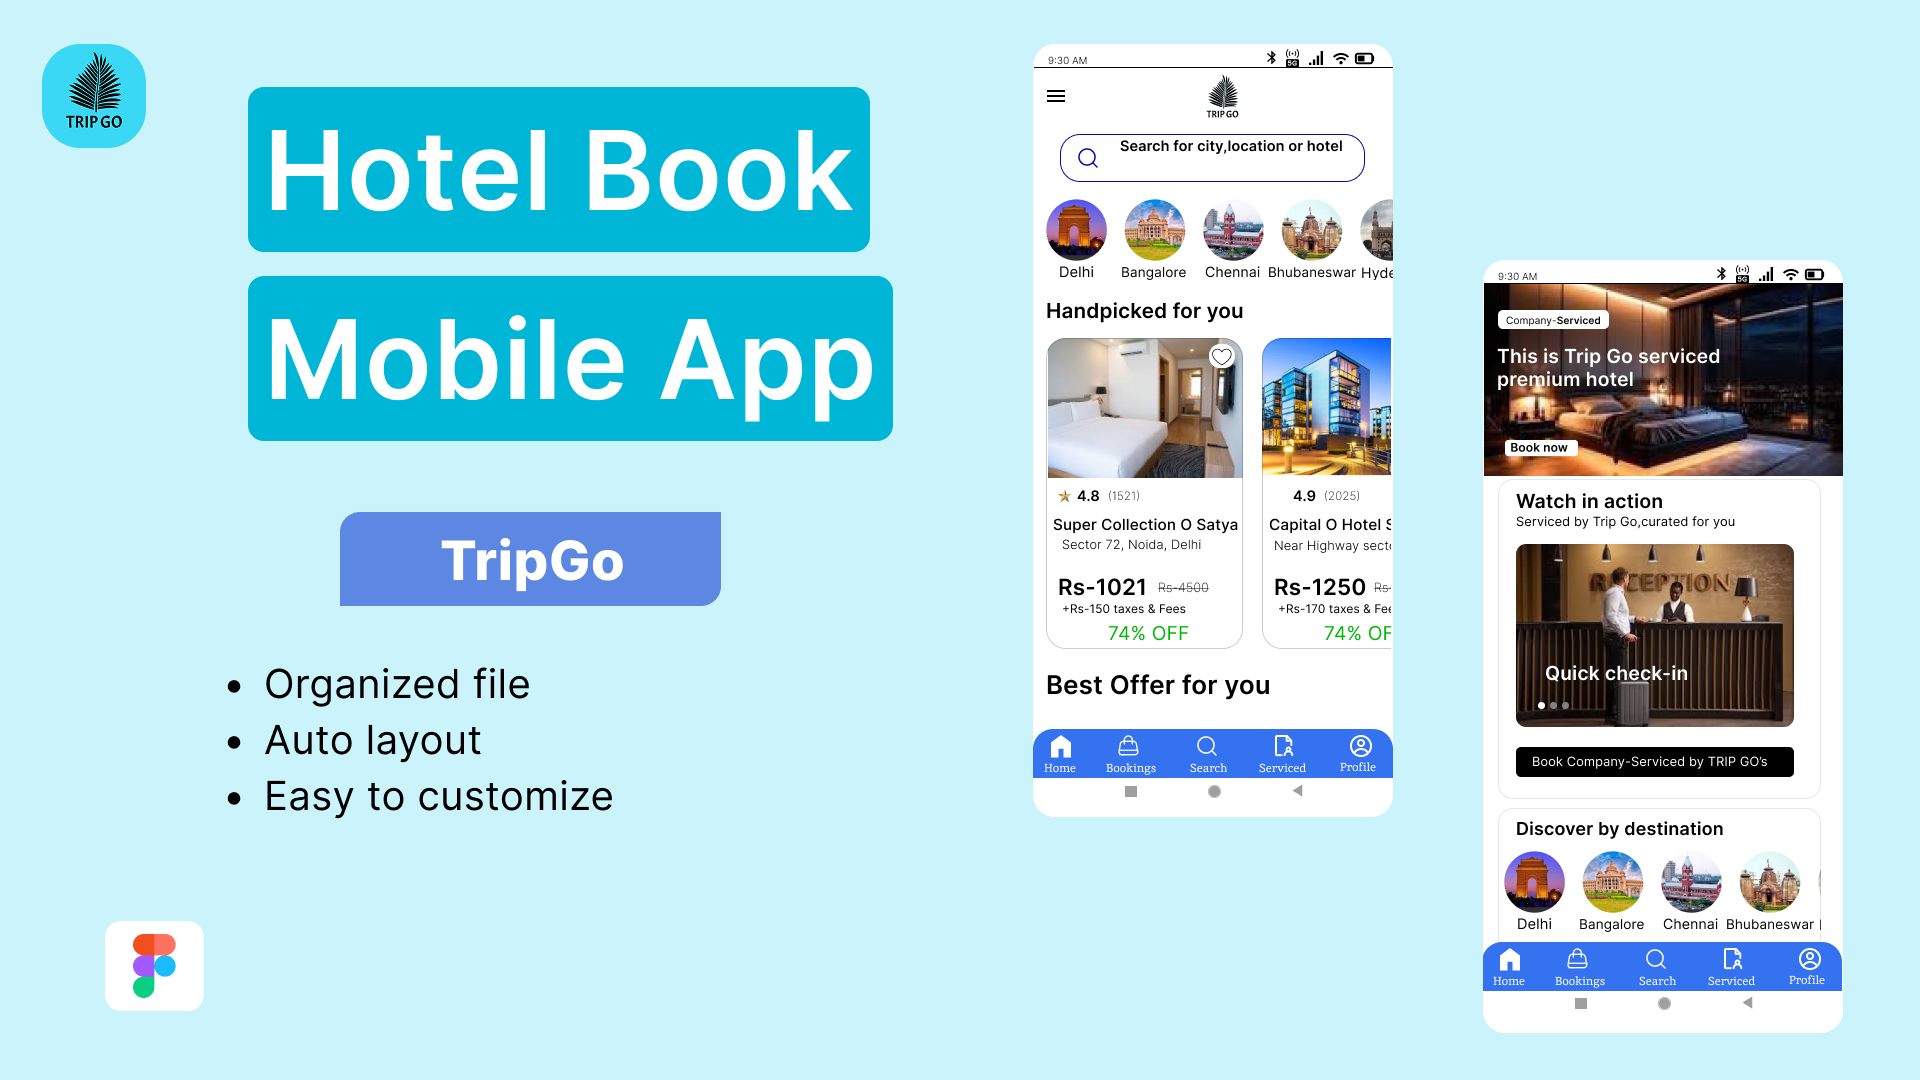 TRIP GO
Hotel Book
Mobile App
TripGo
Organized file
Auto layout
Easy to customize
9:30 AM
5G
TRIP GO
Search for city,location or hotel
Delhi
Bangalore
Chennai
Bhubaneswar
Hyde
Handpicked for you
4.8 (1521)
Super Collection O Satya
Sector 72, Noida, Delhi
Rs-1021 Rs-4500
+Rs-150 taxes & Fees
74% OFF
4.9 (2025)
Capital O Hotel S
Near Highway secto
Rs-1250 Rs-
+Rs-170 taxes & Fee
74% OF
Best Offer for you
Home
Bookings
Search
Serviced
Profile
9:30 AM
5G
Company-Serviced
This is Trip Go serviced
premium hotel
Book now
Watch in action
Serviced by Trip Go,curated for you
RECEPTION
Quick check-in
Book Company-Serviced by TRIP GO's
Discover by destination
Delhi
Bangalore
Chennai
Bhubaneswar
Home
Bookings
Search
Serviced
Profile